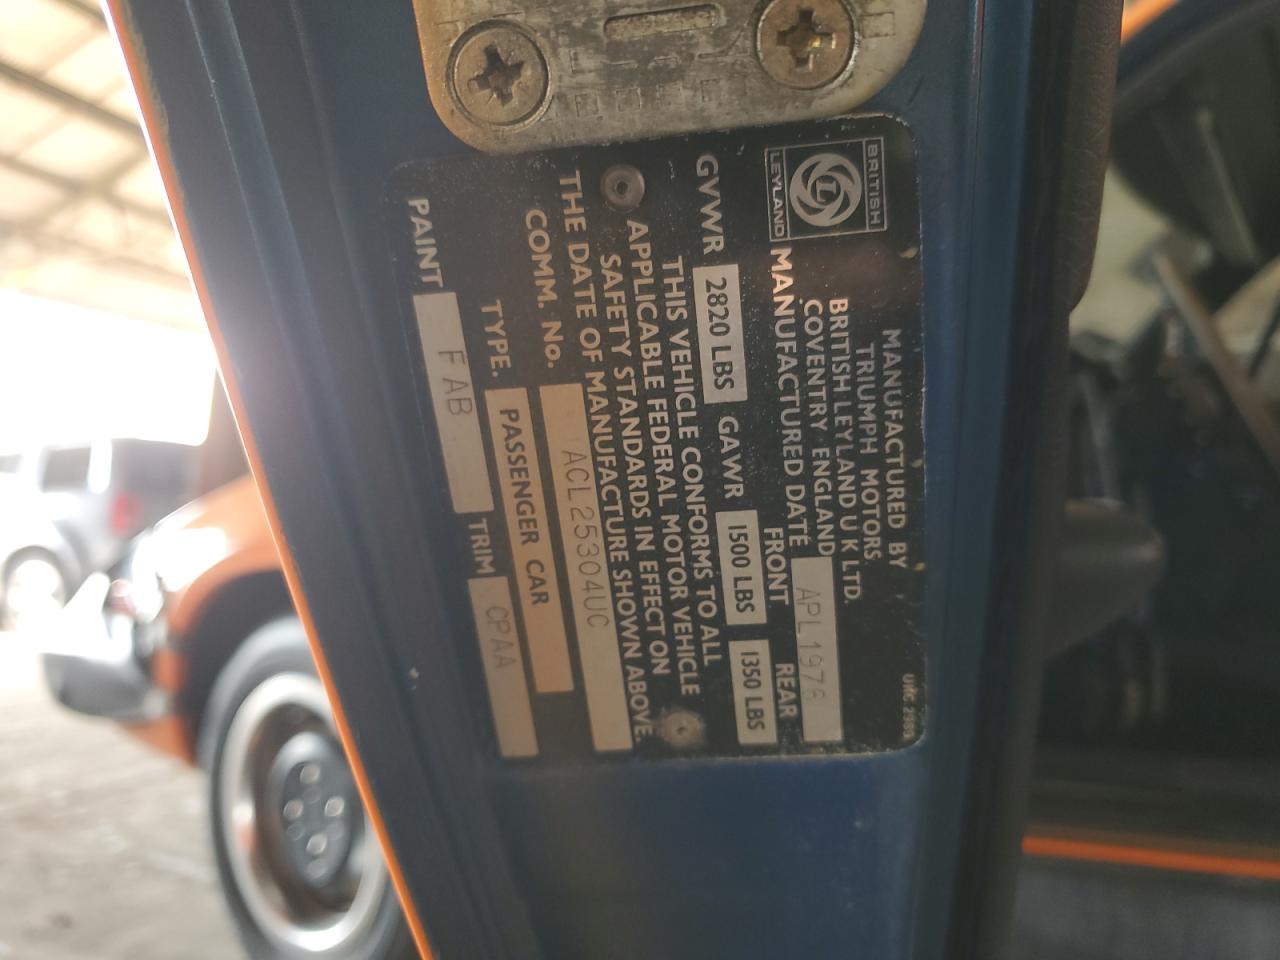 BRITISH
LEYLAND
MANUFACTURED BY
TRIUMPH MOTORS
BRITISH LEYLAND U K LTD.
COVENTRY ENGLAND
MANUFACTURED DATE APL 1976
FRONT REAR
GVWR 2820 LBS GAWR 1500 LBS 1350 LBS
THIS VEHICLE CONFORMS TO ALL
APPLICABLE FEDERAL MOTOR VEHICLE
SAFETY STANDARDS IN EFFECT ON
THE DATE OF MANUFACTURE SHOWN ABOVE.
COMM. No. ACL25304UC
TYPE. PASSENGER CAR
PAINT F AB TRIM CPAA